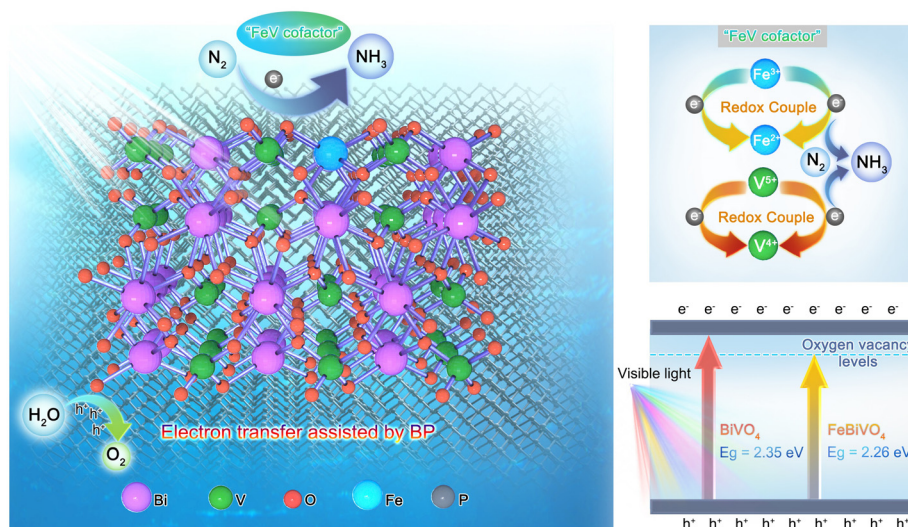 "FeV cofactor"
N₂
NH₃
e⁻
H₂O
h⁺
h⁺
h⁺
O₂
Electron transfer assisted by BP
Bi
V
O
Fe
P
"FeV cofactor"
Fe³⁺
e⁻
e⁻
Redox Couple
Fe²⁺
N₂
NH₃
V⁵⁺
e⁻
e⁻
Redox Couple
V⁴⁺
e⁻ e⁻ e⁻ e⁻ e⁻ e⁻ e⁻ e⁻
Oxygen vacancy
levels
Visible light
BiVO₄
Eg = 2.35 eV
FeBiVO₄
Eg = 2.26 eV
h⁺ h⁺ h⁺ h⁺ h⁺ h⁺ h⁺ h⁺